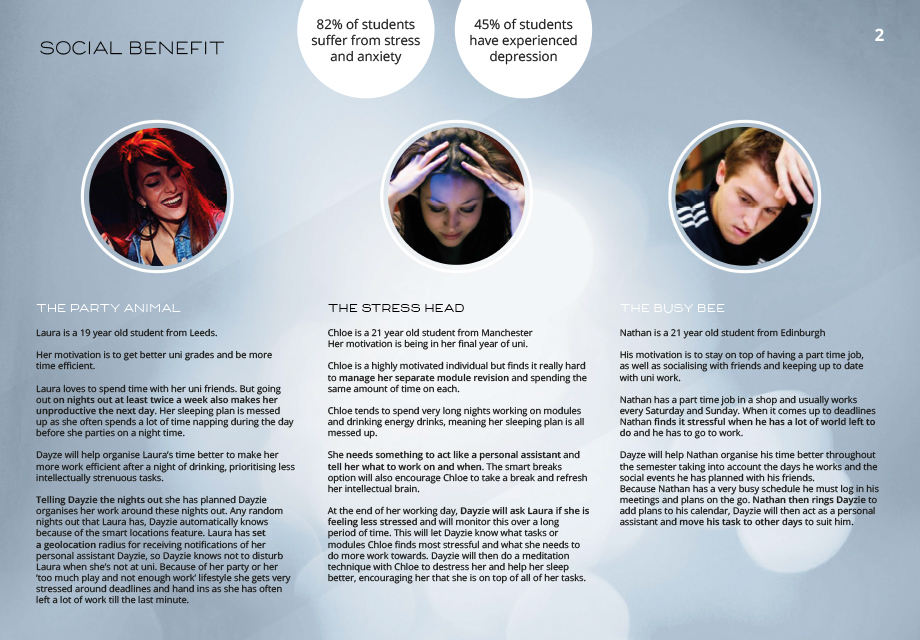 SOCIAL BENEFIT
82% of students
suffer from stress
and anxiety
45% of students
have experienced
depression
2
THE PARTY ANIMAL
Laura is a 19 year old student from Leeds.
Her motivation is to get better uni grades and be more
time efficient.
Laura loves to spend time with her uni friends. But going
out on nights out at least twice a week also makes her
unproductive the next day. Her sleeping plan is messed
up as she often spends a lot of time napping during the day
before she parties on a night time.
Dayze will help organise Laura's time better to make her
more work efficient after a night of drinking, prioritising less
intellectually strenuous tasks.
Telling Dayzie the nights out she has planned Dayzie
organises her work around these nights out. Any random
nights out that Laura has, Dayzie automatically knows
because of the smart locations feature. Laura has set
a geolocation radius for receiving notifications of her
personal assistant Dayzie, so Dayzie knows not to disturb
Laura when she's not at uni. Because of her party or her
'too much play and not enough work' lifestyle she gets very
stressed around deadlines and hand ins as she has often
left a lot of work till the last minute.
THE STRESS HEAD
Chloe is a 21 year old student from Manchester
Her motivation is being in her final year of uni.
Chloe is a highly motivated individual but finds it really hard
to manage her separate module revision and spending the
same amount of time on each.
Chloe tends to spend very long nights working on modules
and drinking energy drinks, meaning her sleeping plan is all
messed up.
She needs something to act like a personal assistant and
tell her what to work on and when. The smart breaks
option will also encourage Chloe to take a break and refresh
her intellectual brain.
At the end of her working day, Dayzie will ask Laura if she is
feeling less stressed and will monitor this over a long
period of time. This will let Dayzie know what tasks or
modules Chloe finds most stressful and what she needs to
do more work towards. Dayzie will then do a meditation
technique with Chloe to destress her and help her sleep
better, encouraging her that she is on top of all of her tasks.
THE BUSY BEE
Nathan is a 21 year old student from Edinburgh
His motivation is to stay on top of having a part time job,
as well as socialising with friends and keeping up to date
with uni work.
Nathan has a part time job in a shop and usually works
every Saturday and Sunday. When it comes up to deadlines
Nathan finds it stressful when he has a lot of world left to
do and he has to go to work.
Dayzie will help Nathan organise his time better throughout
the semester taking into account the days he works and the
social events he has planned with his friends.
Because Nathan has a very busy schedule he must log in his
meetings and plans on the go. Nathan then rings Dayzie to
add plans to his calendar, Dayzie will then act as a personal
assistant and move his task to other days to suit him.